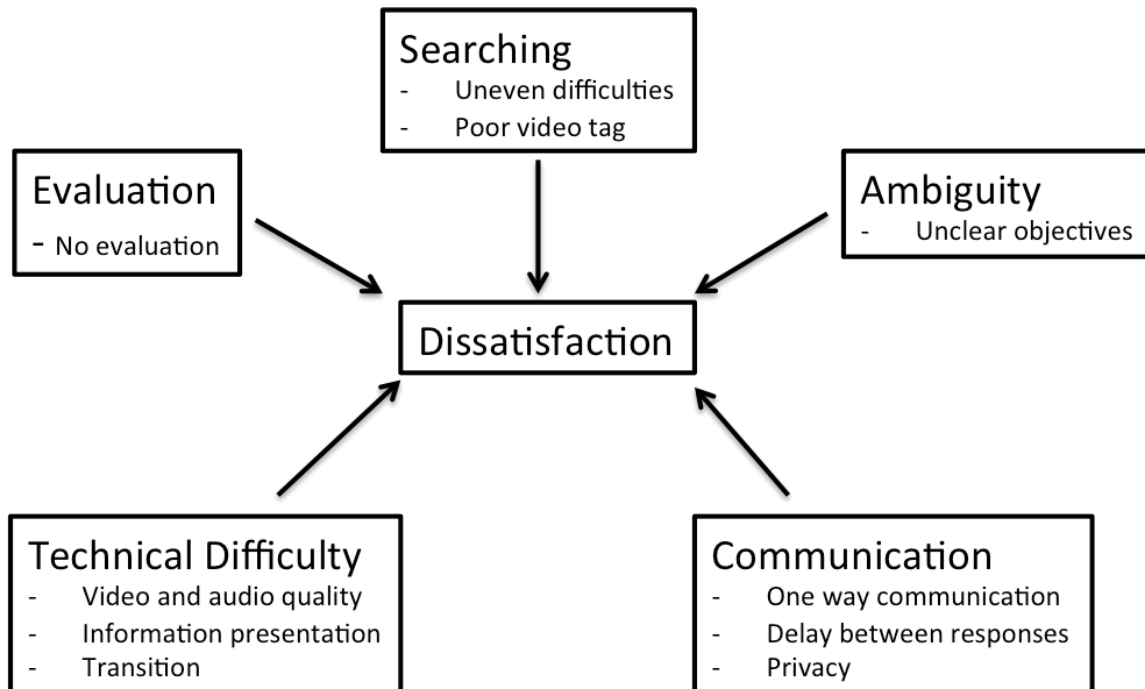 Searching
- Uneven difficulties
- Poor video tag
Evaluation
- No evaluation
Ambiguity
- Unclear objectives
Dissatisfaction
Technical Difficulty
- Video and audio quality
- Information presentation
- Transition
Communication
- One way communication
- Delay between responses
- Privacy